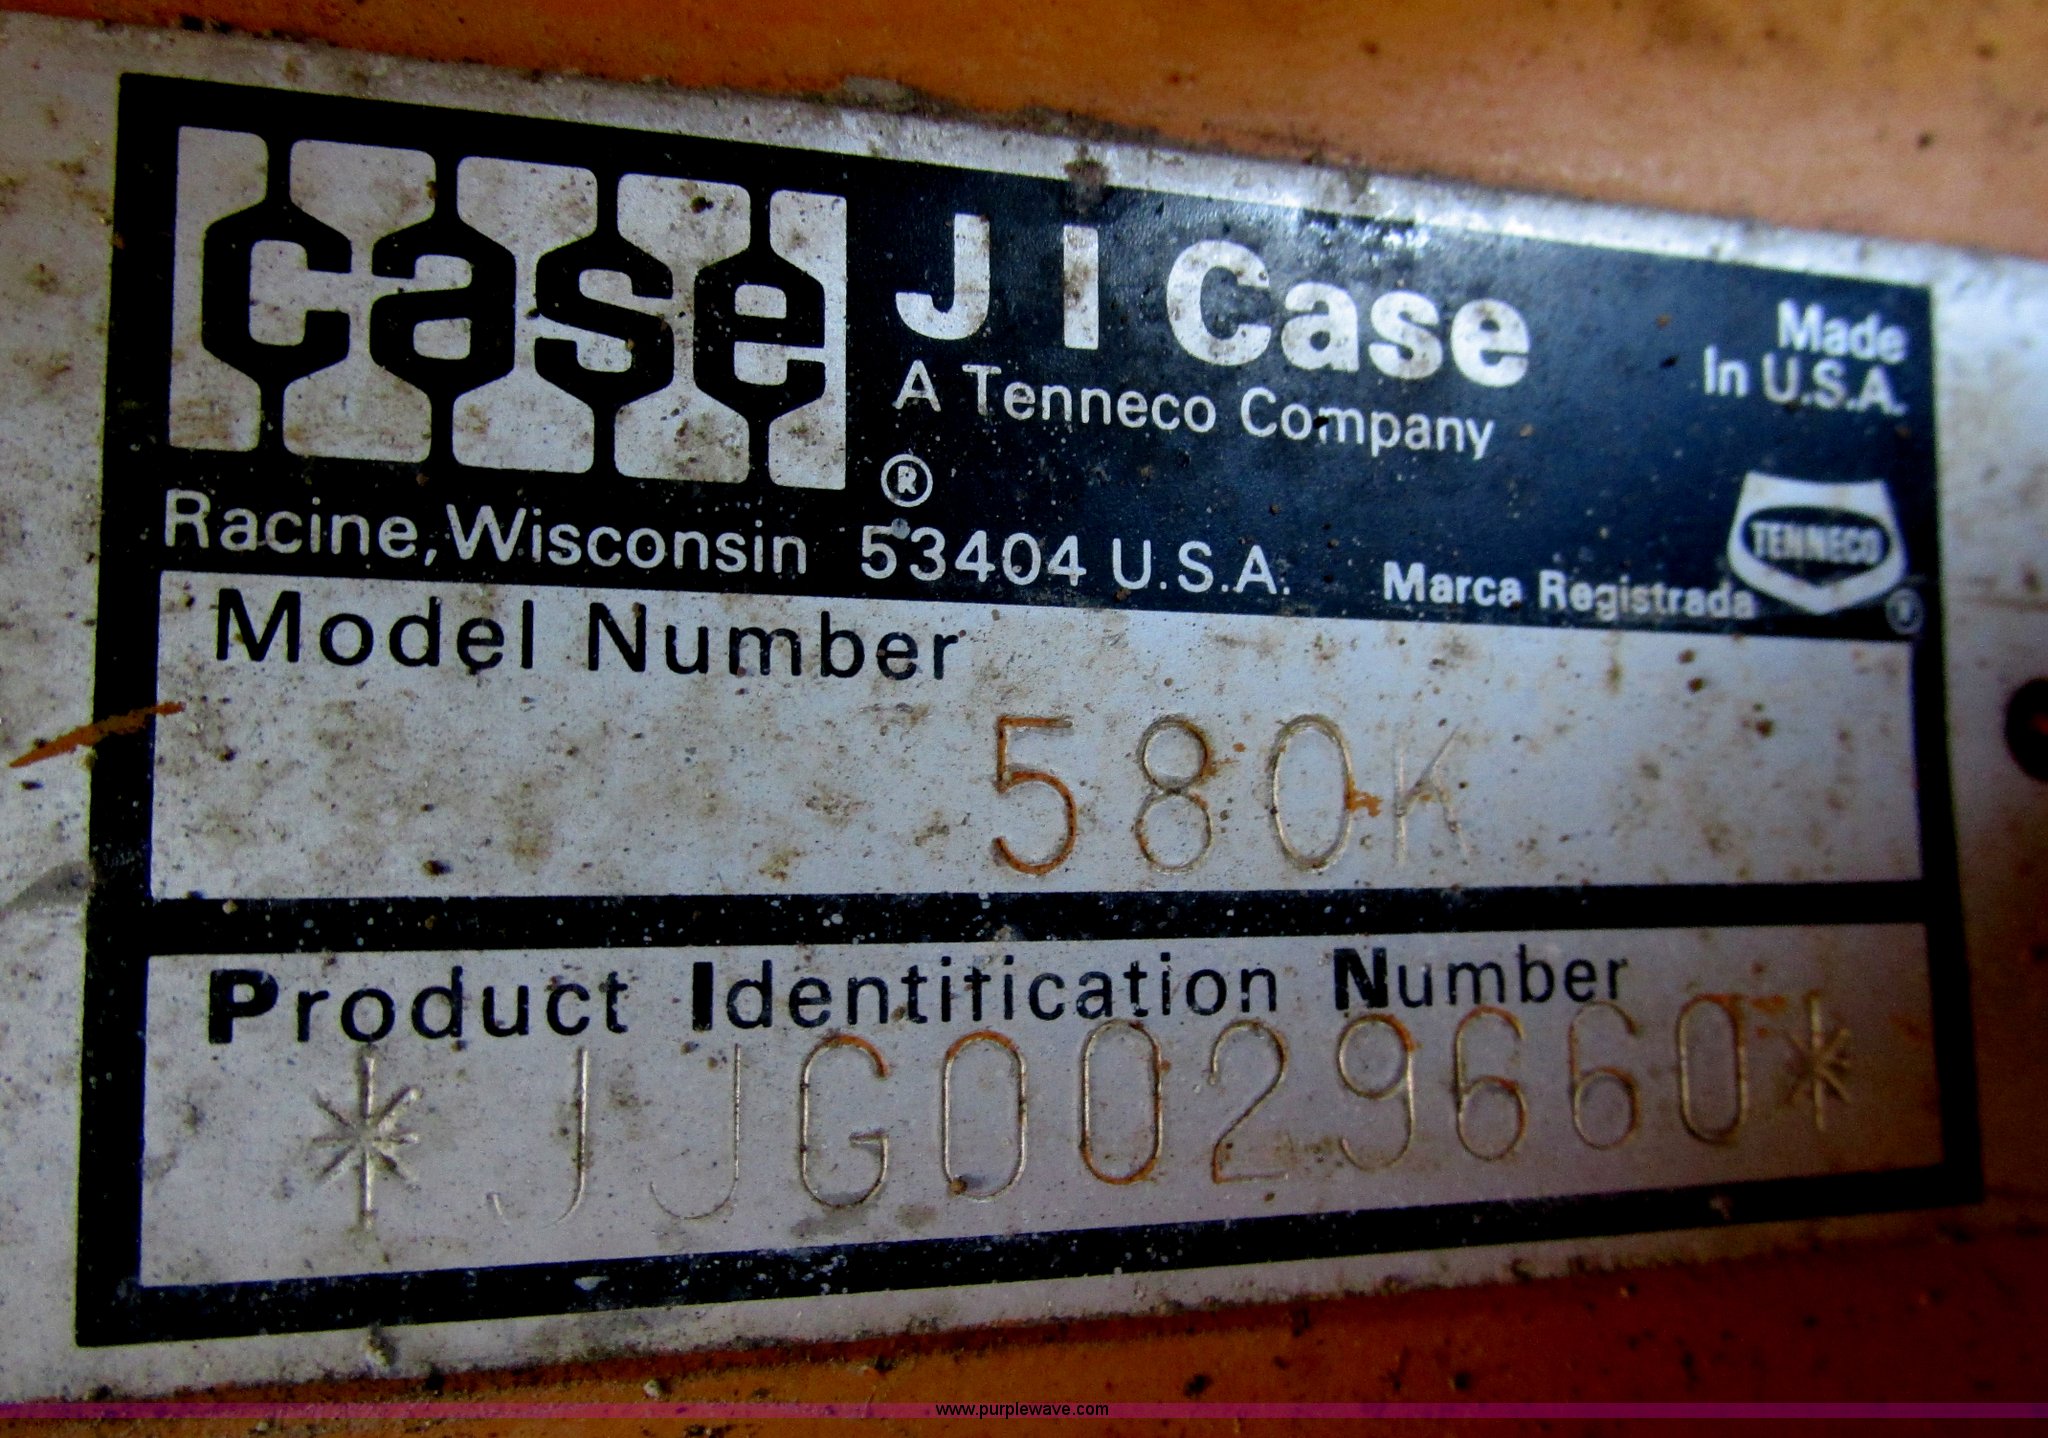 case
J I Case
A Tenneco Company
Made
In U.S.A.
®
Racine, Wisconsin 53404 U.S.A.
Marca Registrada
TENNECO
®
Model Number
580K
Product Identification Number
*JJG0029660*
www.purplewave.com